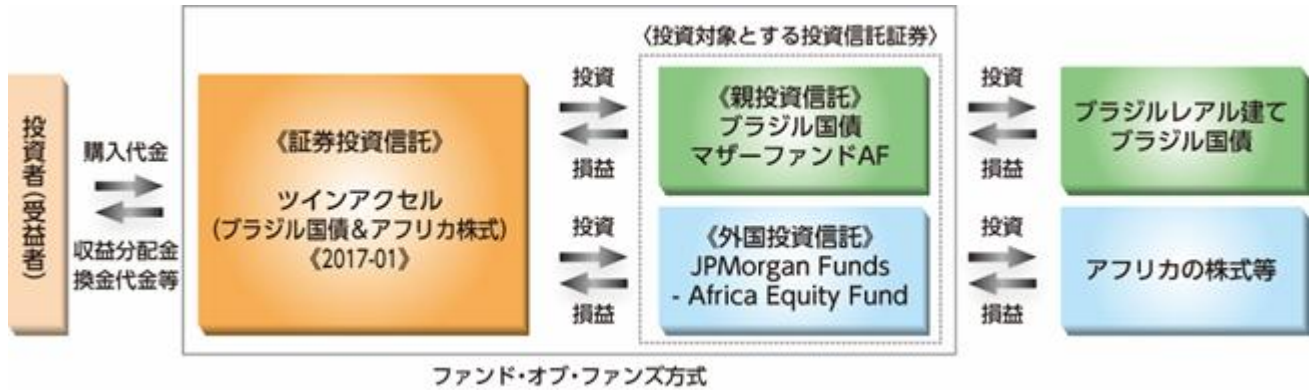 〈投資対象とする投資信託証券〉
投資者(受益者)
購入代金
収益分配金
換金代金等
《証券投資信託》
ツインアクセル
(ブラジル国債&アフリカ株式)
《2017-01》
投資
損益
《親投資信託》
ブラジル国債
マザーファンドAF
投資
損益
ブラジルレアル建て
ブラジル国債
投資
損益
《外国投資信託》
JPMorgan Funds
- Africa Equity Fund
投資
損益
アフリカの株式等
ファンド・オブ・ファンズ方式